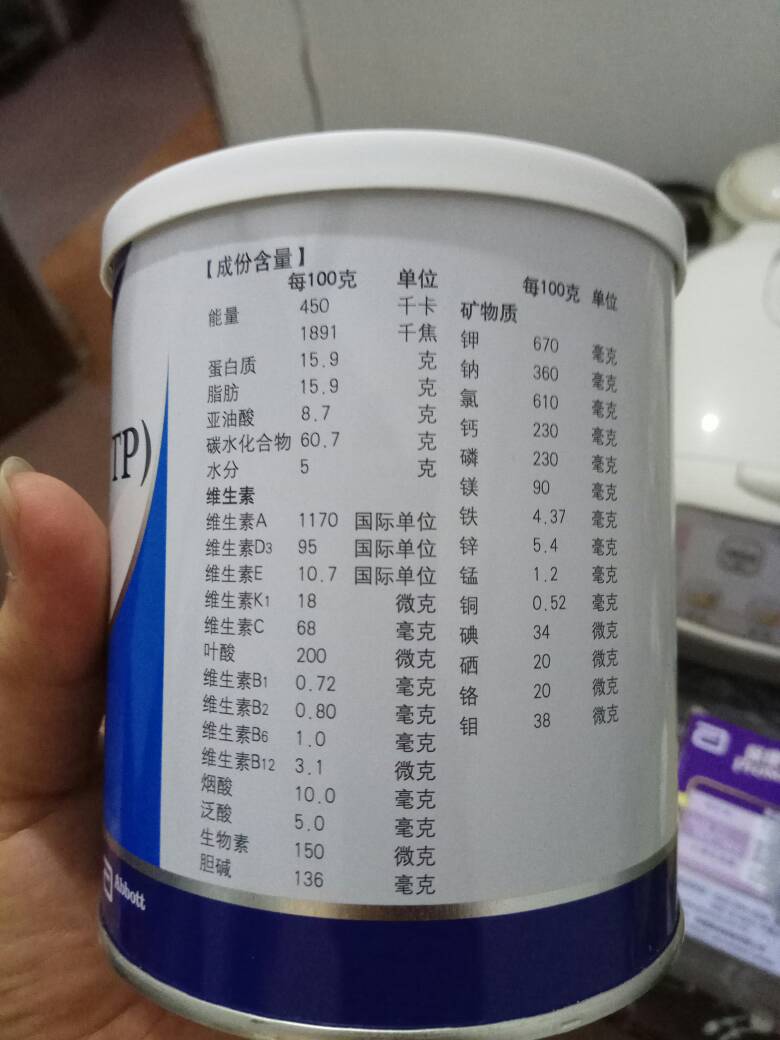 【成份含量】
每100克 单位
能量 450 千卡
1891 千焦
蛋白质 15.9 克
脂肪 15.9 克
亚油酸 8.7 克
碳水化合物 60.7 克
水分 5 克
维生素
维生素A 1170 国际单位
维生素D3 95 国际单位
维生素E 10.7 国际单位
维生素K1 18 微克
维生素C 68 毫克
叶酸 200 微克
维生素B1 0.72 毫克
维生素B2 0.80 毫克
维生素B6 1.0 毫克
维生素B12 3.1 微克
烟酸 10.0 毫克
泛酸 5.0 毫克
生物素 150 微克
胆碱 136 毫克
每100克 单位
矿物质
钾 670 毫克
钠 360 毫克
氯 610 毫克
钙 230 毫克
磷 230 毫克
镁 90 毫克
铁 4.37 毫克
锌 5.4 毫克
锰 1.2 毫克
铜 0.52 毫克
碘 34 微克
硒 20 微克
铬 20 微克
钼 38 微克
TP)
Abbott